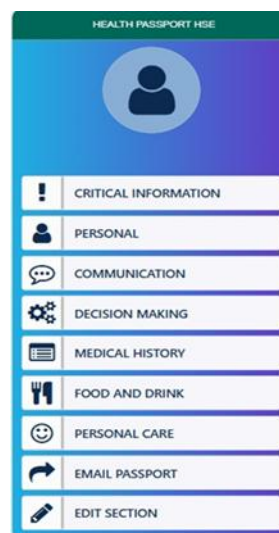 HEALTH PASSPORT HSE
CRITICAL INFORMATION
PERSONAL
COMMUNICATION
DECISION MAKING
MEDICAL HISTORY
FOOD AND DRINK
PERSONAL CARE
EMAIL PASSPORT
EDIT SECTION